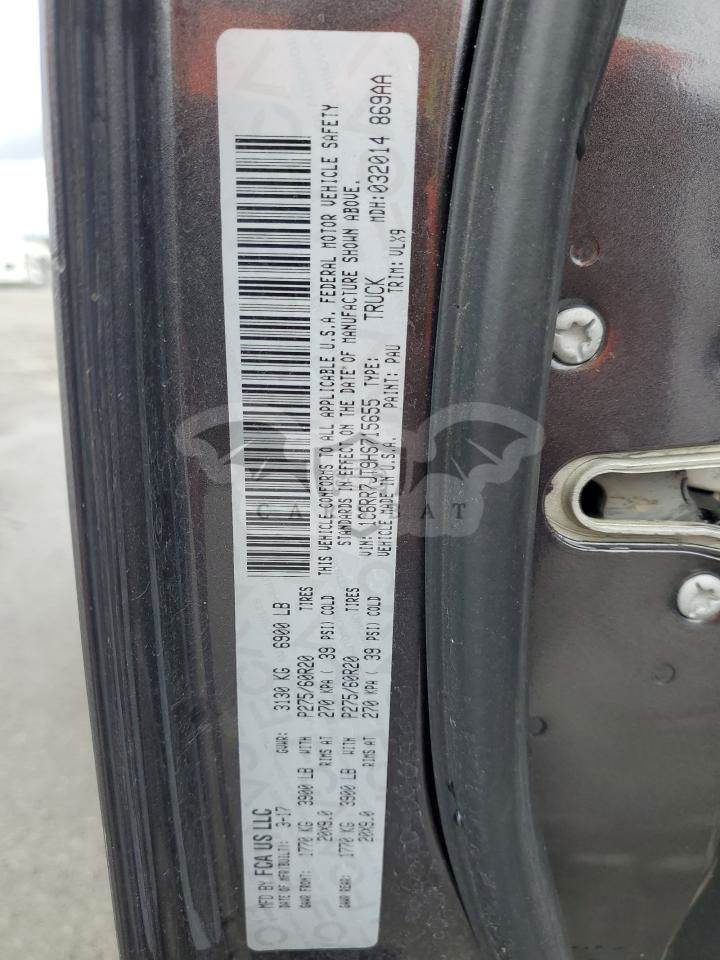 MFD BY FCA US LLC
DATE OF MFR/BUILT: 3-17 GVWR: 3130 KG 6900 LB
GAWR FRONT: 1770 KG 3900 LB WITH P275/60R20 TIRES
20X9.0 RIMS AT 270 KPA ( 39 PSI) COLD
GAWR REAR: 1770 KG 3900 LB WITH P275/60R20 TIRES
20X9.0 RIMS AT 270 KPA ( 39 PSI) COLD
THIS VEHICLE CONFORMS TO ALL APPLICABLE U.S.A. FEDERAL MOTOR VEHICLE SAFETY
STANDARDS IN EFFECT ON THE DATE OF MANUFACTURE SHOWN ABOVE.
VIN: 1C6RR7JT9HS715655 TYPE: TRUCK MDH: 032014 869AA
VEHICLE MADE IN U.S.A. PAINT: PAU TRIM: VLX9
CARCBAT